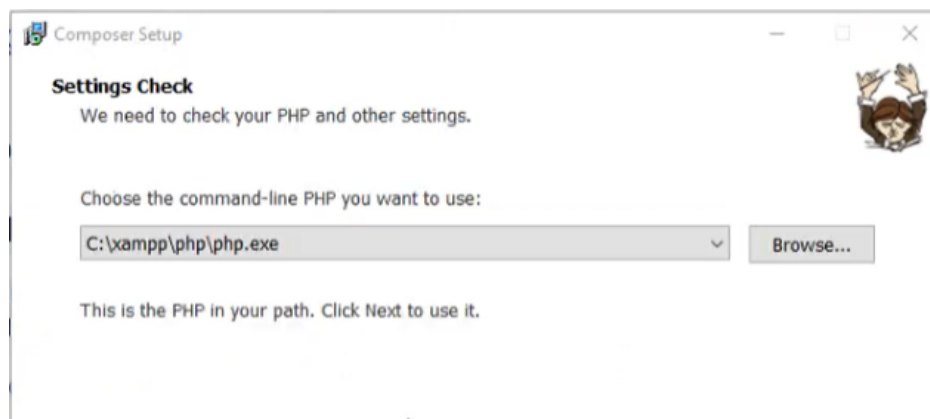 Composer Setup
Settings Check
We need to check your PHP and other settings.
Choose the command-line PHP you want to use:
C:\xampp\php\php.exe
Browse...
This is the PHP in your path. Click Next to use it.